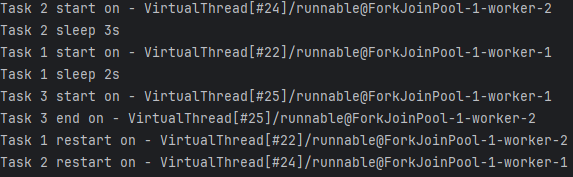 Task 2 start on - VirtualThread[#24]/runnable@ForkJoinPool-1-worker-2
Task 2 sleep 3s
Task 1 start on - VirtualThread[#22]/runnable@ForkJoinPool-1-worker-1
Task 1 sleep 2s
Task 3 start on - VirtualThread[#25]/runnable@ForkJoinPool-1-worker-1
Task 3 end on - VirtualThread[#25]/runnable@ForkJoinPool-1-worker-2
Task 1 restart on - VirtualThread[#22]/runnable@ForkJoinPool-1-worker-2
Task 2 restart on - VirtualThread[#24]/runnable@ForkJoinPool-1-worker-1